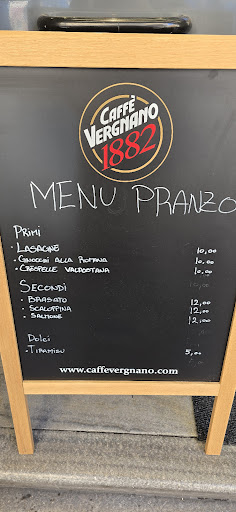 CAFFÈ
VERGNANO
1882
MENU PRANZO
PRIMI
• LASAGNE 10,00
• GNOCCHI ALLA ROMANA 10,00
• CRESPELLE VALDOSTANA 10,00
SECONDI
• BRASATO 12,00
• SCALOPPINA 12,00
• SALMONE 12,00
DOLCI
• TIRAMISU 5,00
www.caffevergnano.com